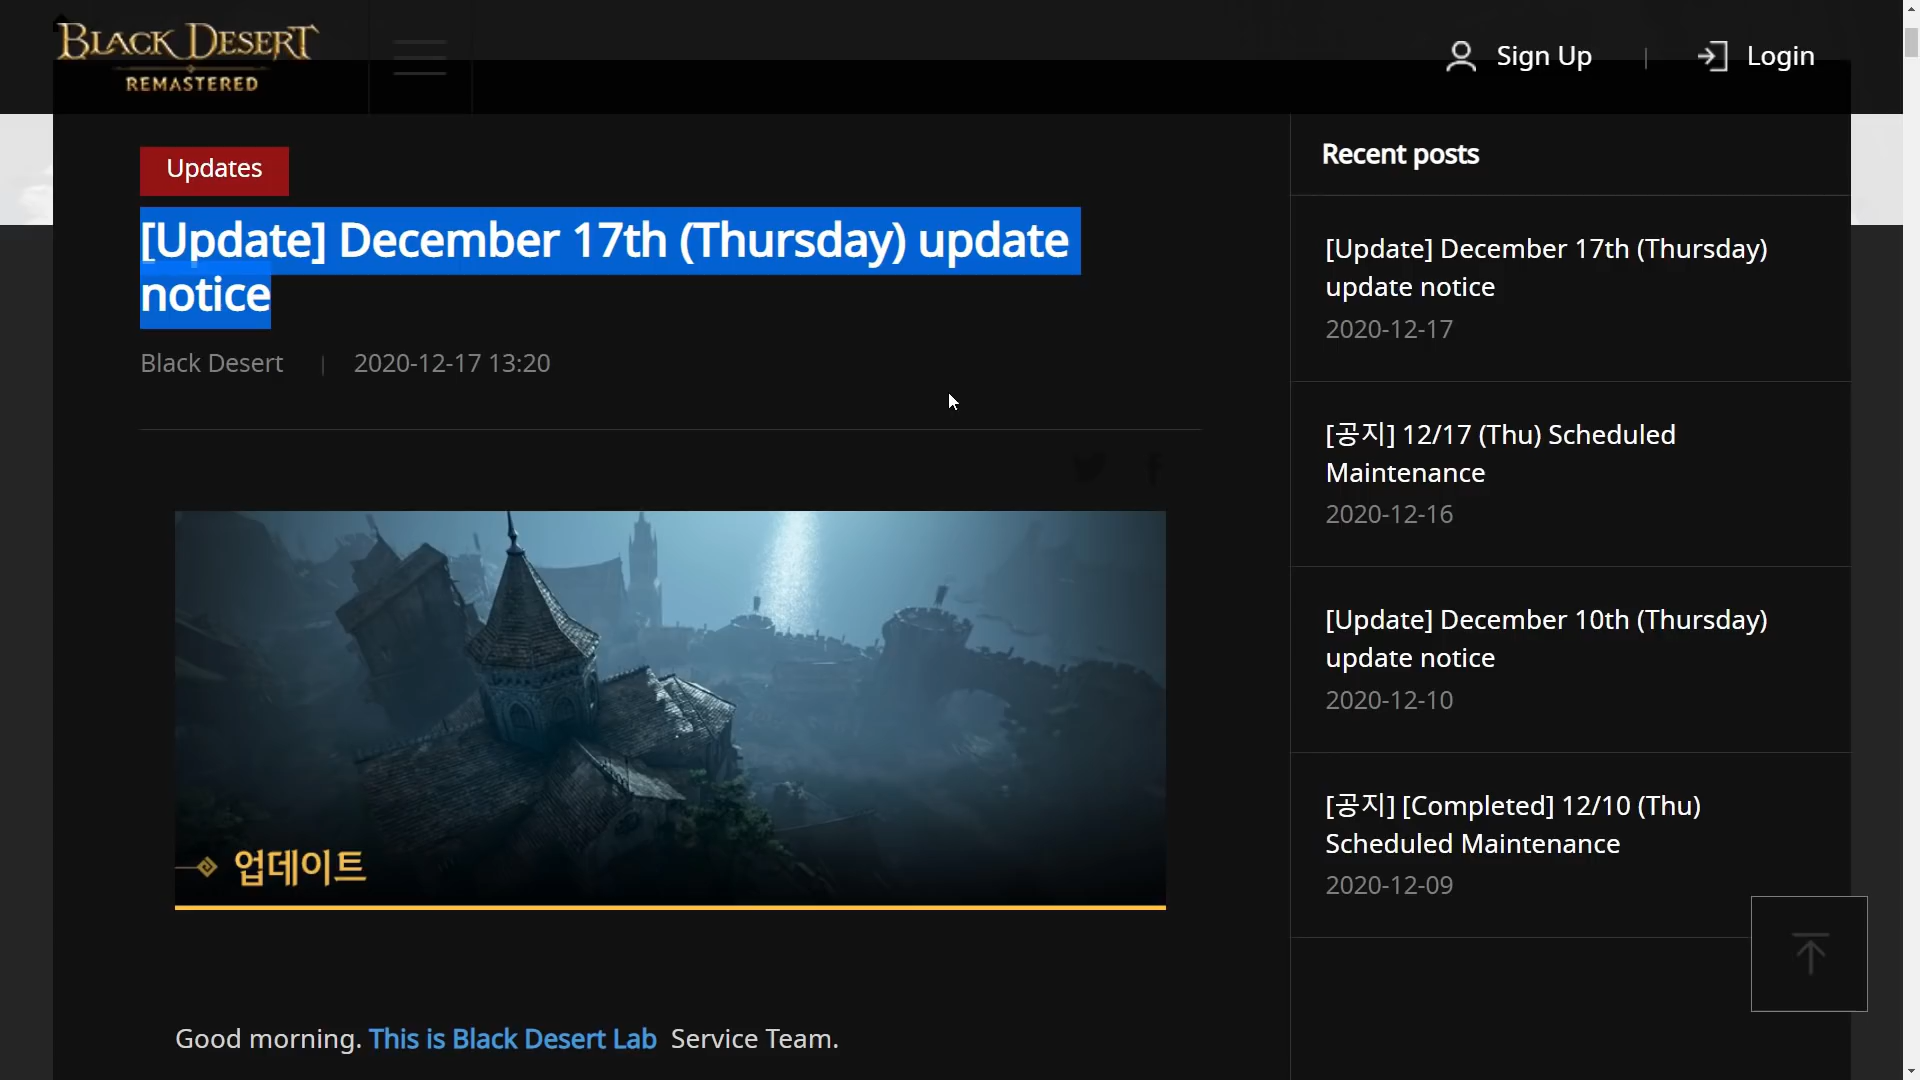 BLACK DESERT
REMASTERED
Sign Up
Login
Updates
[Update] December 17th (Thursday) update
notice
Black Desert
2020-12-17 13:20
업데이트
Good morning. This is Black Desert Lab Service Team.
Recent posts
[Update] December 17th (Thursday)
update notice
2020-12-17
[공지] 12/17 (Thu) Scheduled
Maintenance
2020-12-16
[Update] December 10th (Thursday)
update notice
2020-12-10
[공지] [Completed] 12/10 (Thu)
Scheduled Maintenance
2020-12-09